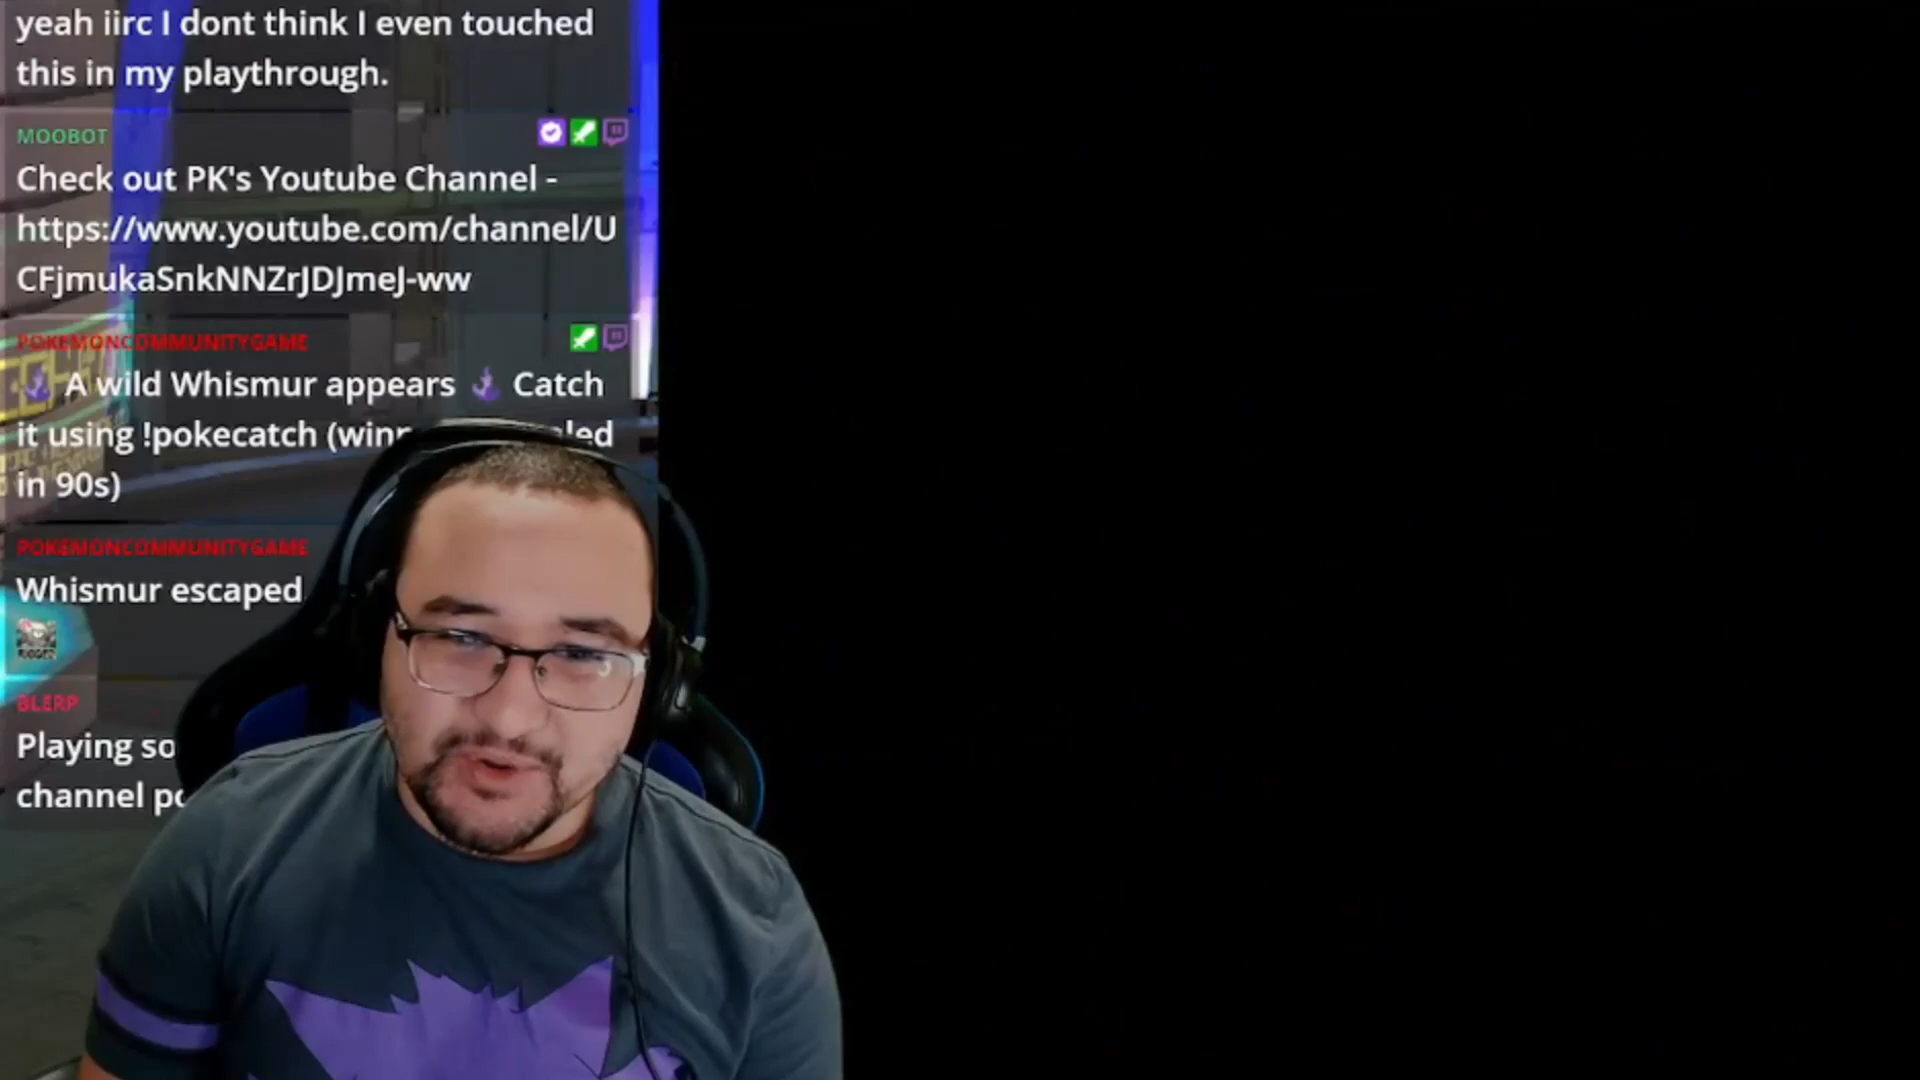 yeah iirc I dont think I even touched
this in my playthrough.
MOOBOT
Check out PK's Youtube Channel -
https://www.youtube.com/channel/U
CFjmukaSnkNNZrJDJmeJ-ww
POKEMONCOMMUNITYGAME
A wild Whismur appears Catch
it using !pokecatch (win
in 90s)
POKEMONCOMMUNITYGAME
Whismur escaped
BLERP
Playing so
channel po